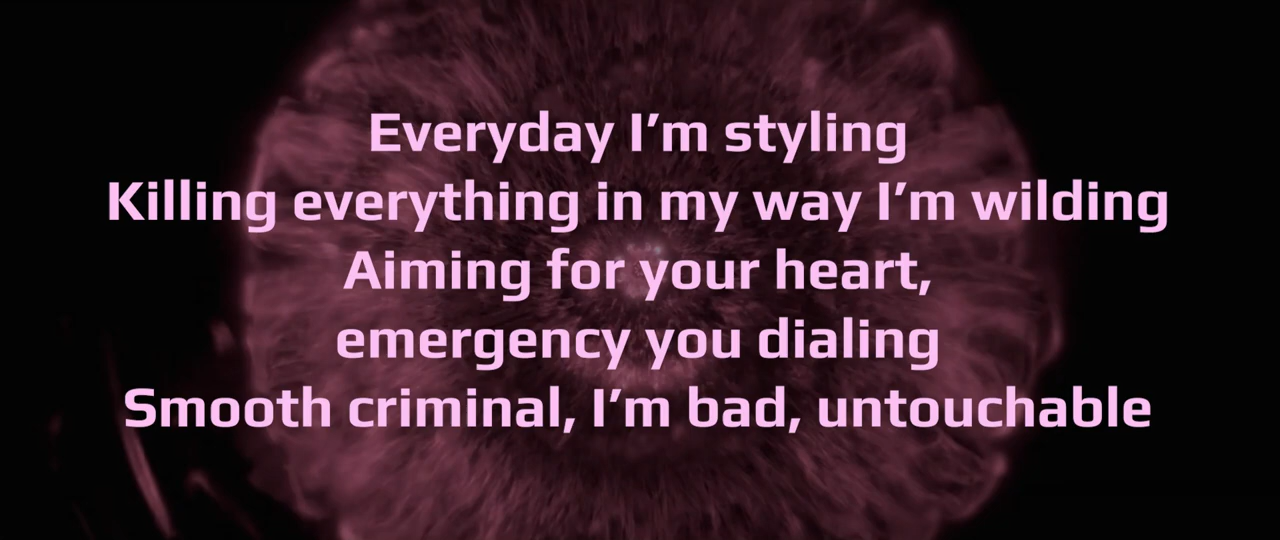 Everyday I’m styling
Killing everything in my way I’m wilding
Aiming for your heart,
emergency you dialing
Smooth criminal, I’m bad, untouchable